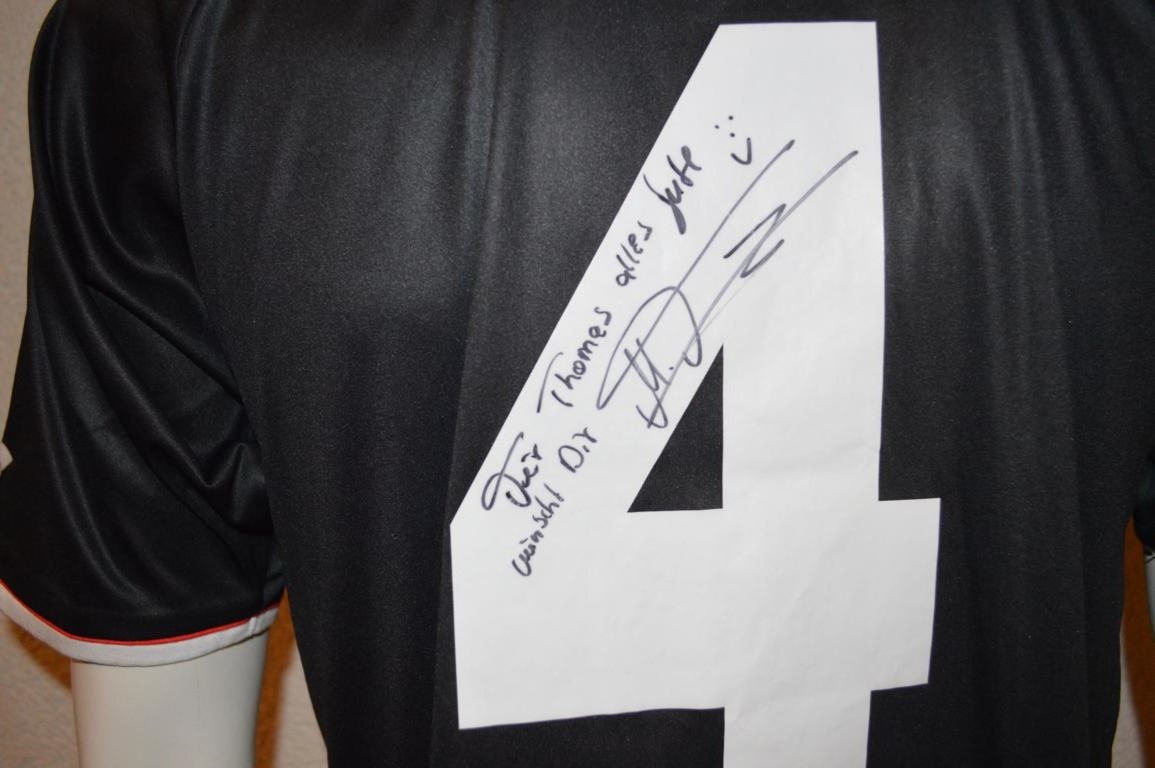 4
Für Thomas alles Gute
wünscht Dir